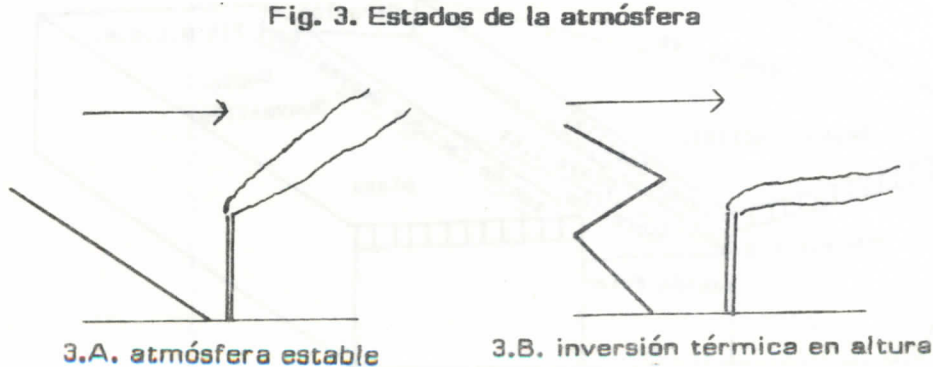 Fig. 3. Estados de la atmósfera
3.A. atmósfera estable
3.B. inversión térmica en altura